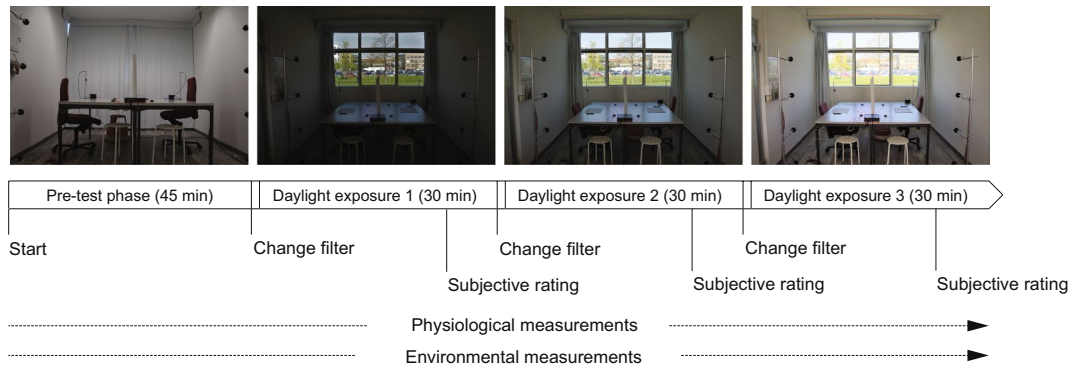 Pre-test phase (45 min) Daylight exposure 1 (30 min) Daylight exposure 2 (30 min) Daylight exposure 3 (30 min)
Start Change filter Change filter Change filter
Subjective rating Subjective rating Subjective rating
Physiological measurements
Environmental measurements